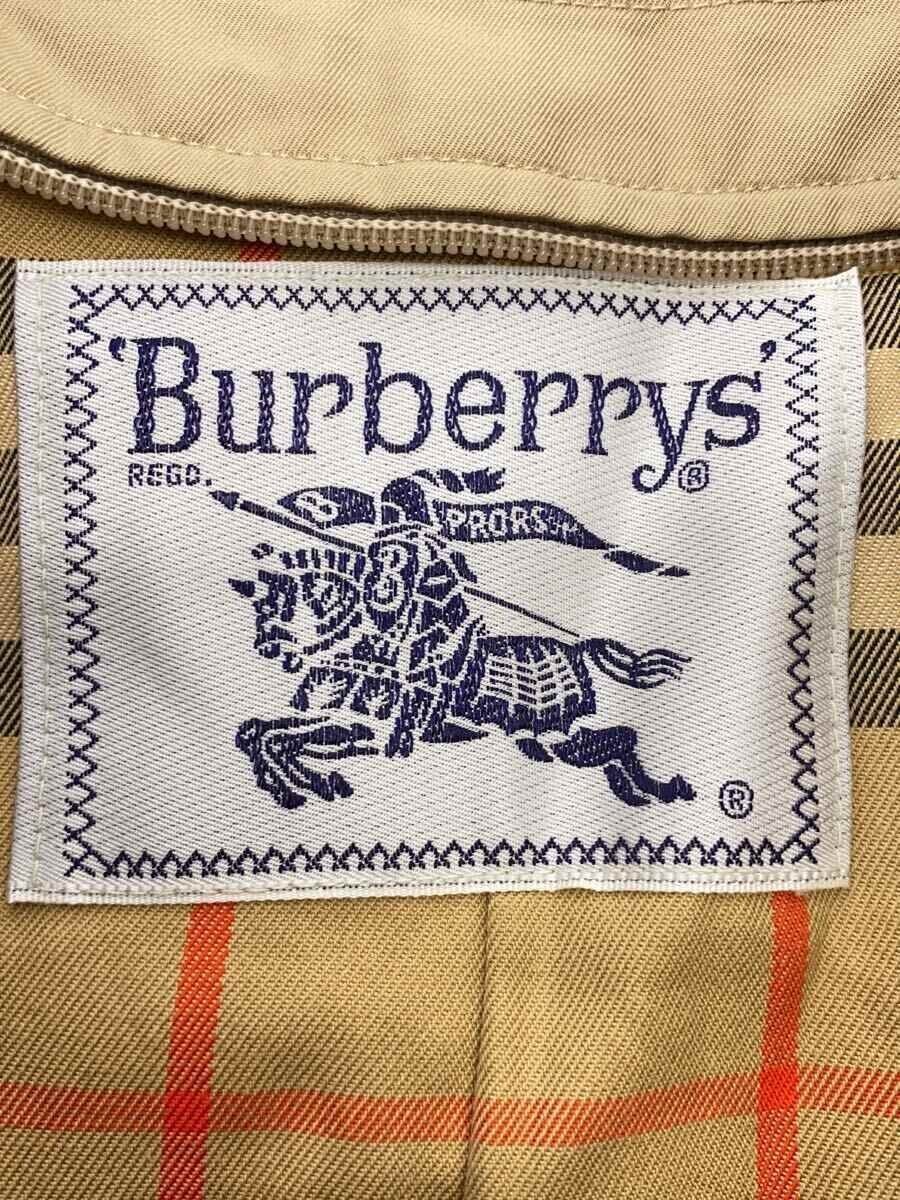 'Burberrys'
REGD. ®
B PRORSUM
B
®